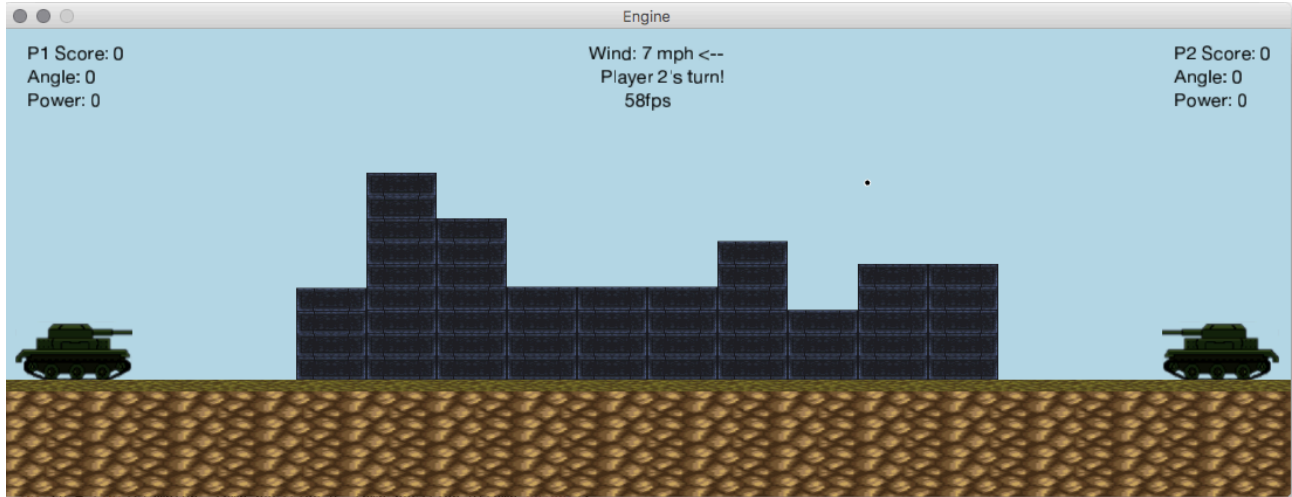 Engine
P1 Score: 0
Angle: 0
Power: 0
Wind: 7 mph <--
Player 2's turn!
58fps
P2 Score: 0
Angle: 0
Power: 0